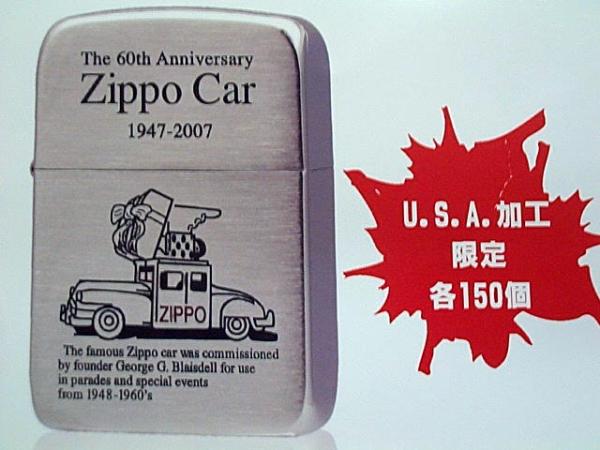 The 60th Anniversary
Zippo Car
1947-2007
ZIPPO
The famous Zippo car was commissioned
by founder George G. Blaisdell for use
in parades and special events
from 1948-1960's
U.S.A.加工
限定
各150個